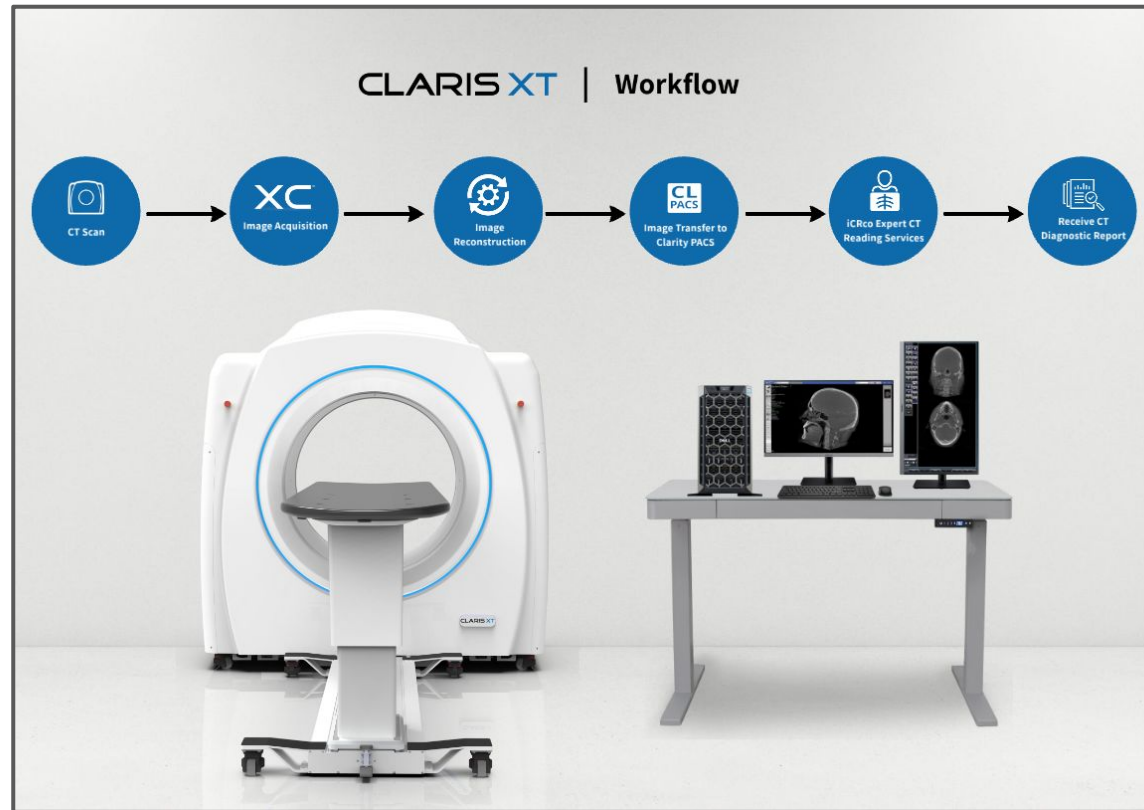 CLARIS XT | Workflow
CT Scan
XC
Image Acquisition
Image
Reconstruction
CL
PACS
Image Transfer to
Clarity PACS
iCRco Expert CT
Reading Services
Receive CT
Diagnostic Report
CLARIS XT
DELL